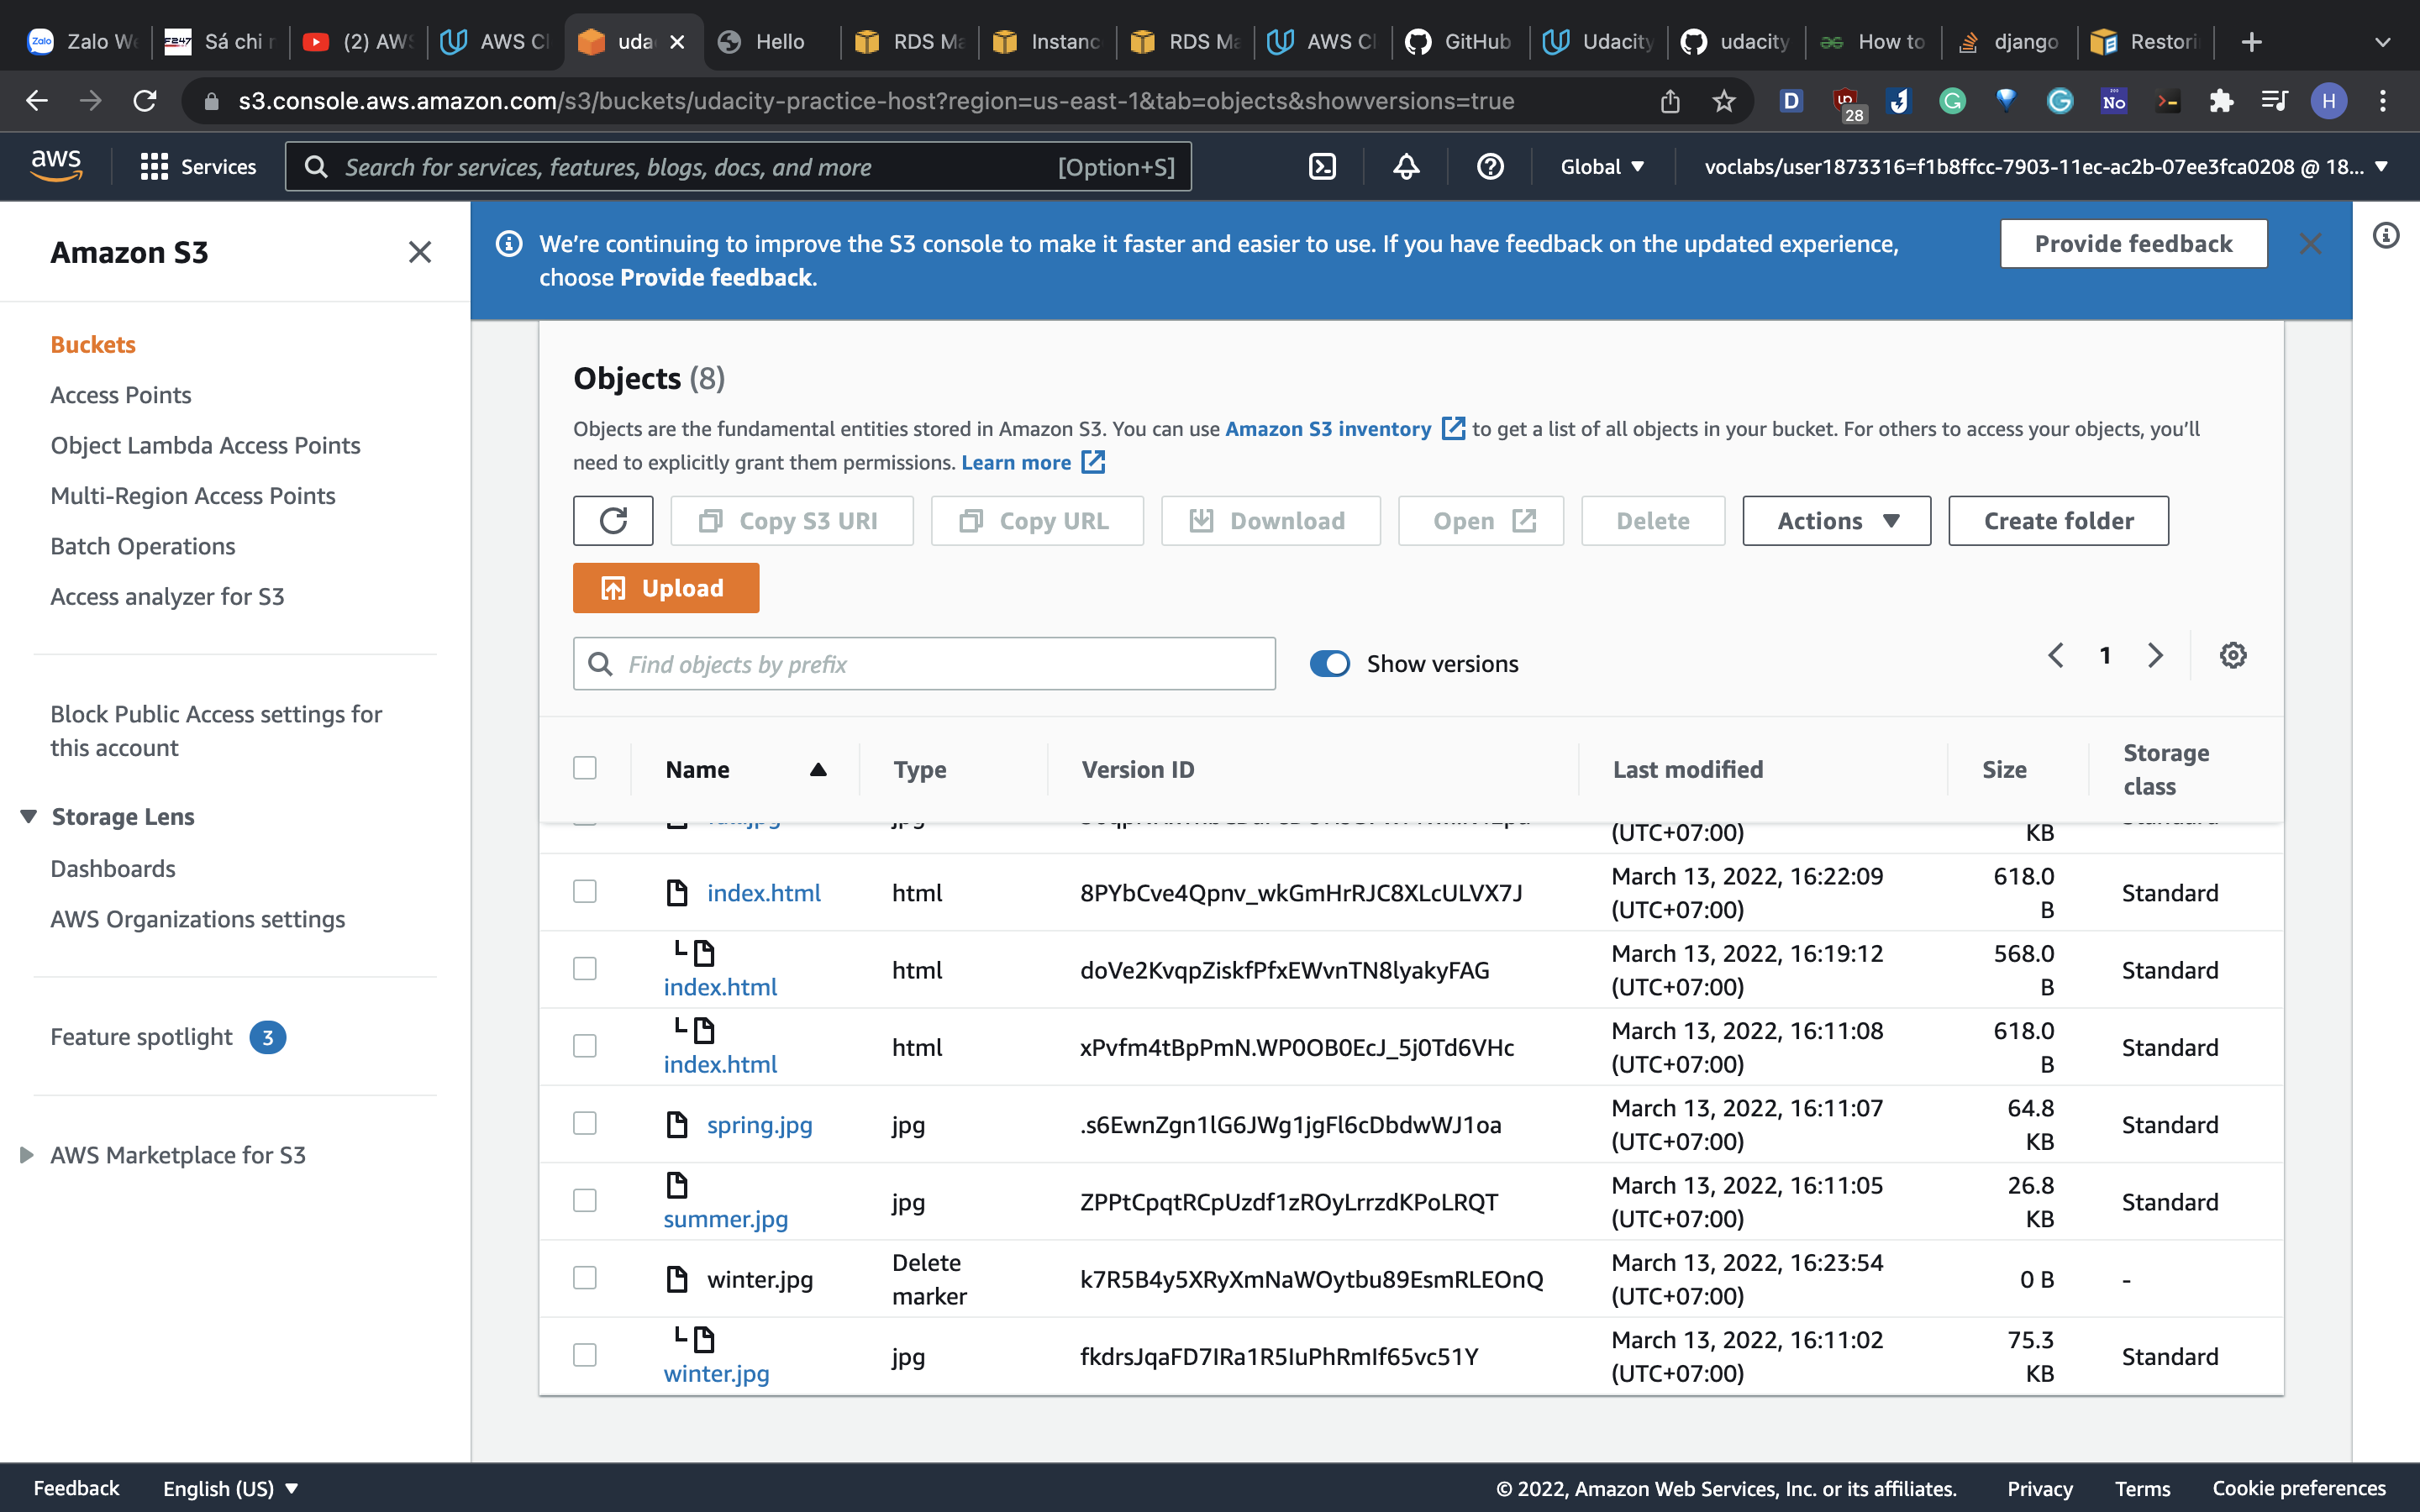 Zalo We
Sá chi r
(2) AWS
AWS Cl
uda
Hello
RDS Ma
Instanc
RDS Ma
AWS Cl
GitHub
Udacity
udacity
How to
django
Restori
s3.console.aws.amazon.com/s3/buckets/udacity-practice-host?region=us-east-1&tab=objects&showversions=true
28
No
H
aws
Services
Search for services, features, blogs, docs, and more [Option+S]
Global
voclabs/user1873316=f1b8ffcc-7903-11ec-ac2b-07ee3fca0208 @ 18...
Amazon S3
Buckets
Access Points
Object Lambda Access Points
Multi-Region Access Points
Batch Operations
Access analyzer for S3
Block Public Access settings for
this account
Storage Lens
Dashboards
AWS Organizations settings
Feature spotlight 3
AWS Marketplace for S3
We're continuing to improve the S3 console to make it faster and easier to use. If you have feedback on the updated experience,
choose Provide feedback.
Provide feedback
Objects (8)
Objects are the fundamental entities stored in Amazon S3. You can use Amazon S3 inventory to get a list of all objects in your bucket. For others to access your objects, you'll
need to explicitly grant them permissions. Learn more
Copy S3 URI
Copy URL
Download
Open
Delete
Actions
Create folder
Upload
Find objects by prefix
Show versions
1
Name Type Version ID Last modified Size Storage
class
(UTC+07:00) KB
index.html html 8PYbCve4Qpnv_wkGmHrRJC8XLcULVX7J March 13, 2022, 16:22:09 618.0 Standard
(UTC+07:00) B
index.html html doVe2KvqpZiskfPfxEWvnTN8lyakyFAG March 13, 2022, 16:19:12 568.0 Standard
(UTC+07:00) B
index.html html xPvfm4tBpPmN.WP0OB0EcJ_5j0Td6VHc March 13, 2022, 16:11:08 618.0 Standard
(UTC+07:00) B
spring.jpg jpg .s6EwnZgn1lG6JWg1jgFl6cDbdwWJ1oa March 13, 2022, 16:11:07 64.8 Standard
(UTC+07:00) KB
summer.jpg jpg ZPPtCpqtRCpUzdf1zROyLrrzdKPoLRQT March 13, 2022, 16:11:05 26.8 Standard
(UTC+07:00) KB
winter.jpg Delete k7R5B4y5XRyXmNaWOytbu89EsmRLEOnQ March 13, 2022, 16:23:54 0 B -
marker (UTC+07:00)
winter.jpg jpg fkdrsJqaFD7IRa1R5IuPhRmIf65vc51Y March 13, 2022, 16:11:02 75.3 Standard
(UTC+07:00) KB
Feedback
English (US)
© 2022, Amazon Web Services, Inc. or its affiliates.
Privacy
Terms
Cookie preferences